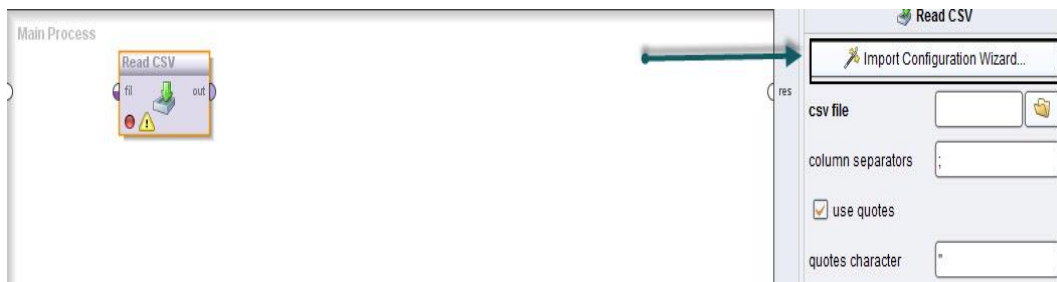 Main Process
Read CSV
fil
out
res
Read CSV
Import Configuration Wizard...
csv file
column separators
;
use quotes
quotes character
"